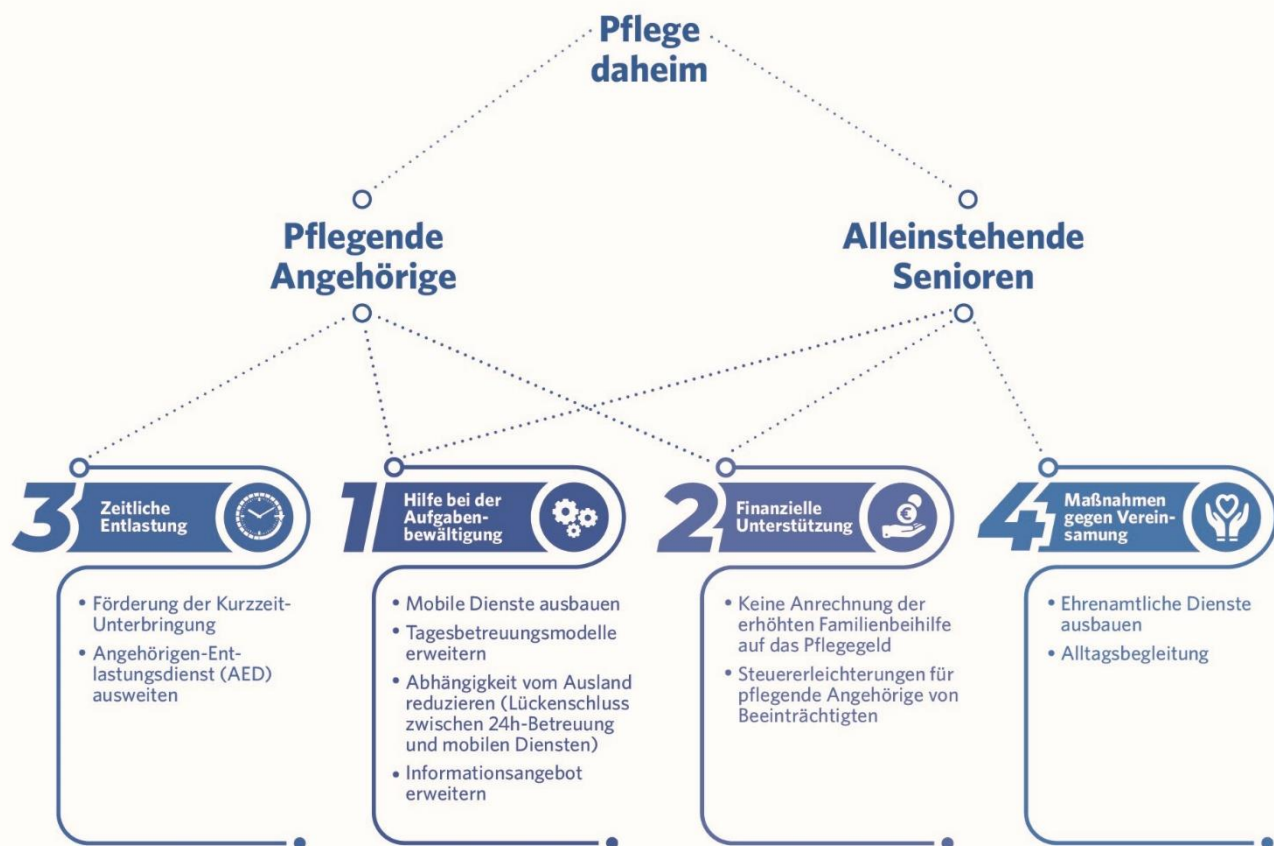 Pflege
daheim
Pflegende
Angehörige
Alleinstehende
Senioren
3
Zeitliche
Entlastung
• Förderung der Kurzzeit-
Unterbringung
• Angehörigen-Ent-
lastungsdienst (AED)
ausweiten
1
Hilfe bei der
Aufgaben-
bewältigung
• Mobile Dienste ausbauen
• Tagesbetreuungsmodelle
erweitern
• Abhängigkeit vom Ausland
reduzieren (Lückenschluss
zwischen 24h-Betreuung
und mobilen Diensten)
• Informationsangebot
erweitern
2
Finanzielle
Unterstützung
€
• Keine Anrechnung der
erhöhten Familienbeihilfe
auf das Pflegegeld
• Steuererleichterungen für
pflegende Angehörige von
Beeinträchtigten
4
Maßnahmen
gegen Verein-
samung
• Ehrenamtliche Dienste
ausbauen
• Alltagsbegleitung